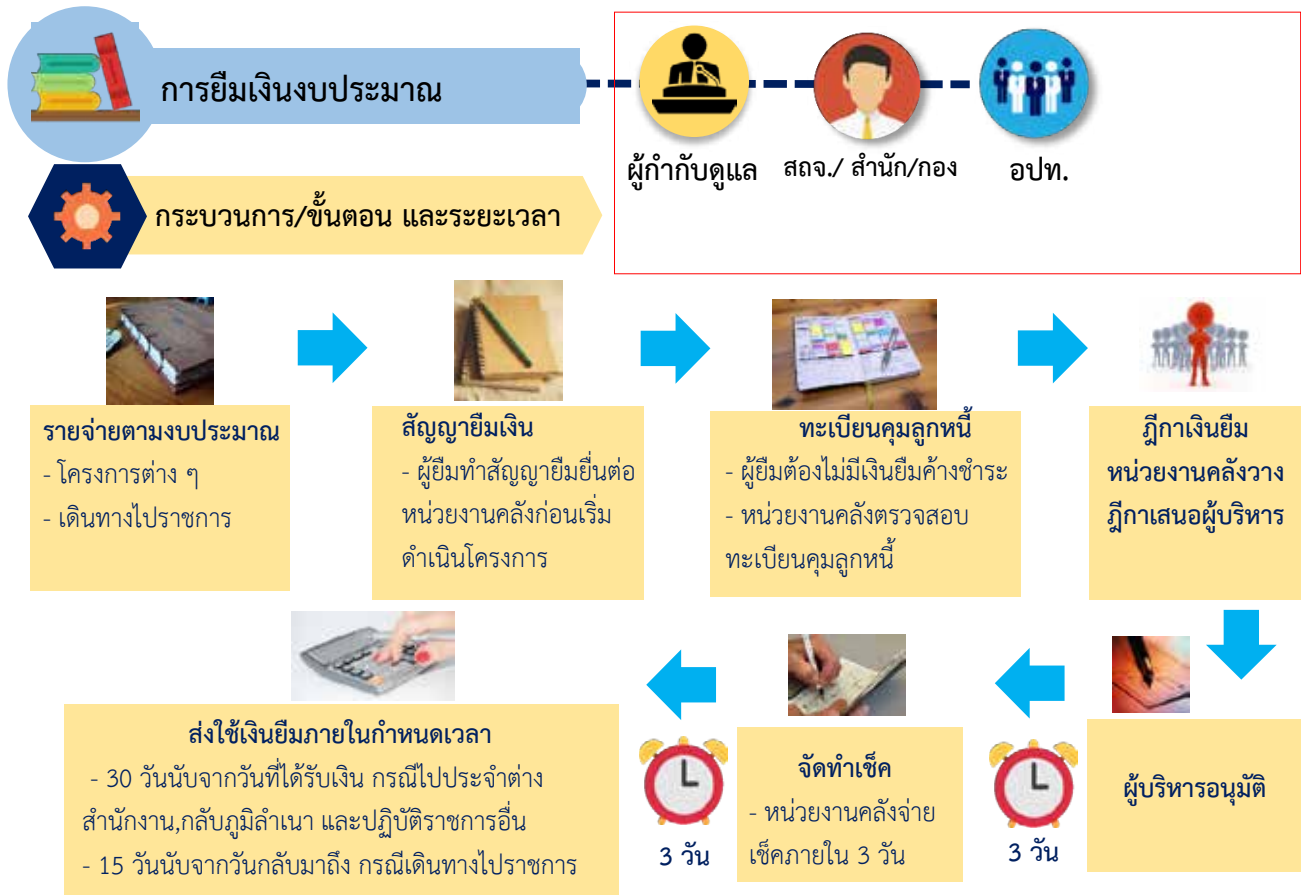 การยืมเงินงบประมาณ
ผู้กำกับดูแล
สถจ./ สำนัก/กอง
อปท.
กระบวนการ/ขั้นตอน และระยะเวลา
รายจ่ายตามงบประมาณ
- โครงการต่าง ๆ
- เดินทางไปราชการ
สัญญายืมเงิน
- ผู้ยืมทำสัญญายืมยื่นต่อ
หน่วยงานคลังก่อนเริ่ม
ดำเนินโครงการ
ทะเบียนคุมลูกหนี้
- ผู้ยืมต้องไม่มีเงินยืมค้างชำระ
- หน่วยงานคลังตรวจสอบ
ทะเบียนคุมลูกหนี้
ฎีกาเงินยืม
หน่วยงานคลังวาง
ฎีกาเสนอผู้บริหาร
ผู้บริหารอนุมัติ
3 วัน
จัดทำเช็ค
- หน่วยงานคลังจ่าย
เช็คภายใน 3 วัน
3 วัน
ส่งใช้เงินยืมภายในกำหนดเวลา
- 30 วันนับจากวันที่ได้รับเงิน กรณีไปประจำต่าง
สำนักงาน,กลับภูมิลำเนา และปฏิบัติราชการอื่น
- 15 วันนับจากวันกลับมาถึง กรณีเดินทางไปราชการ